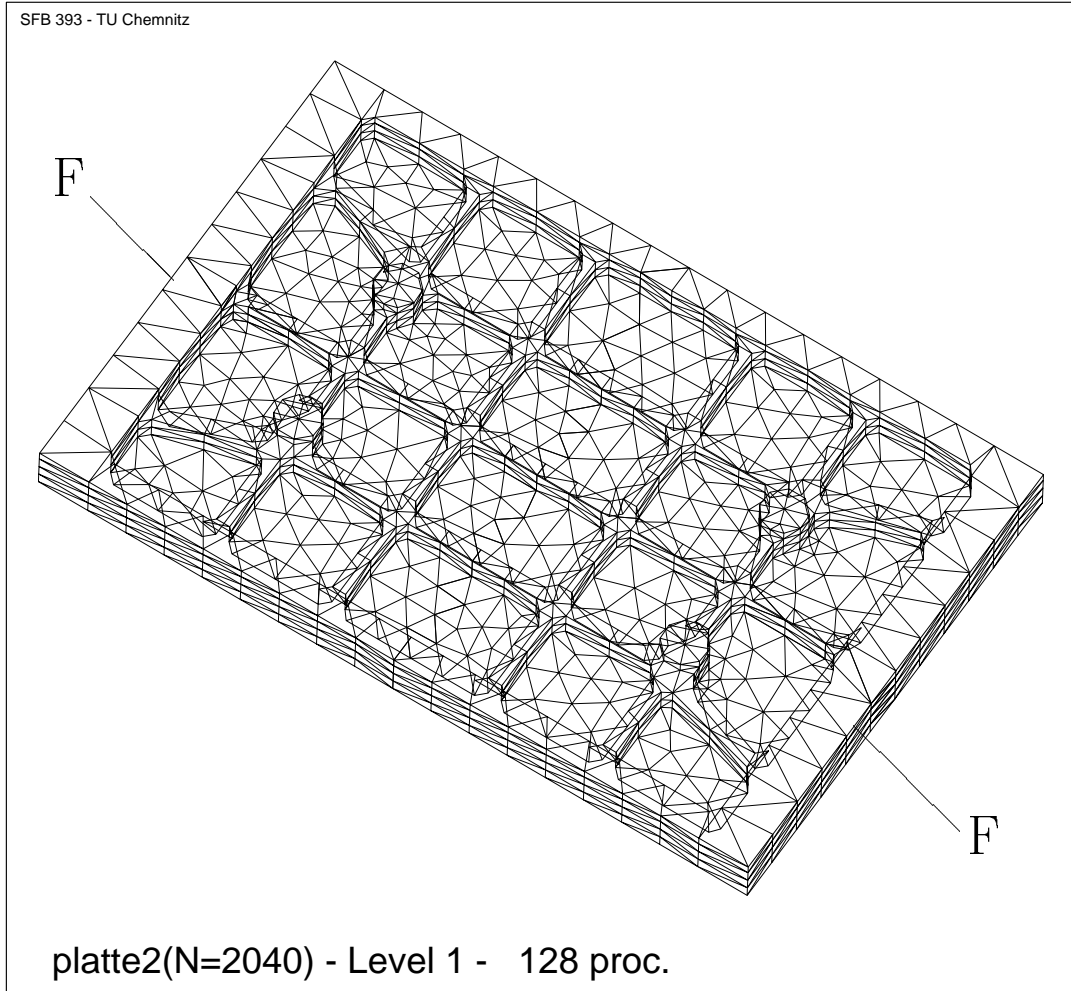 SFB 393 - TU Chemnitz
F
F
platte2(N=2040) - Level 1 - 128 proc.